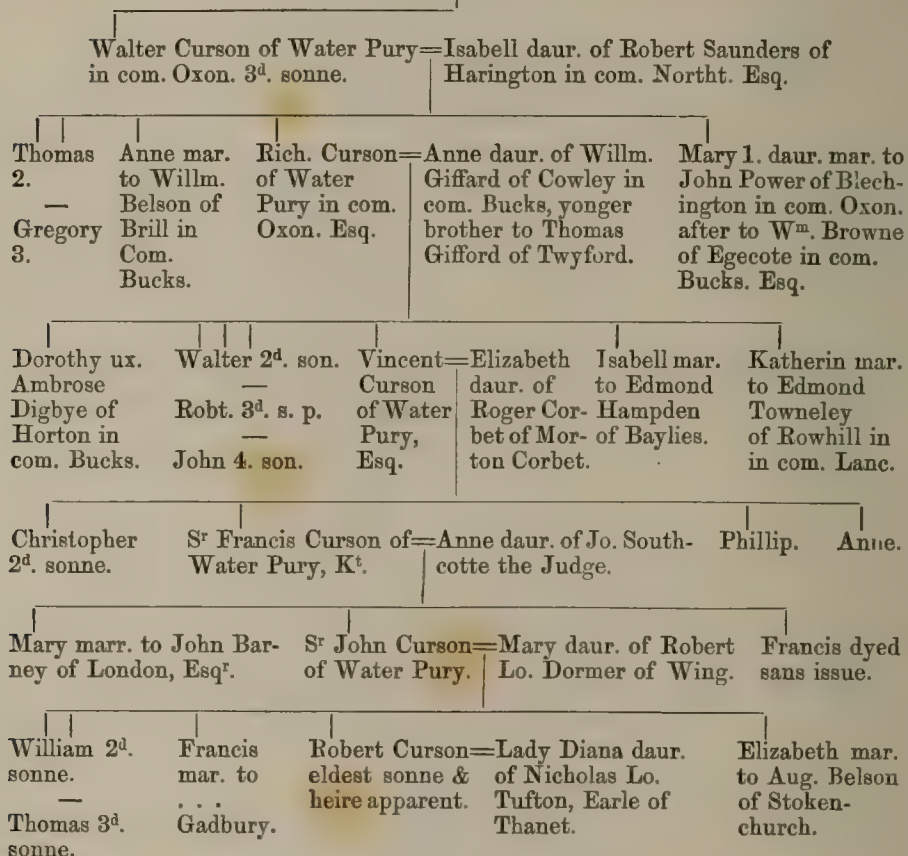 Walter Curson of Water Pury=Isabell daur. of Robert Saunders of
in com. Oxon. 3d. sonne. Harington in com. Northt. Esq.
Thomas
2.
—
Gregory
3.
Anne mar.
to Willm.
Belson of
Brill in
Com.
Bucks.
Rich. Curson=
of Water
Pury in com.
Oxon. Esq.
Anne daur. of Willm.
Giffard of Cowley in
com. Bucks, yonger
brother to Thomas
Gifford of Twyford.
Mary 1. daur. mar. to
John Power of Blech-
ington in com. Oxon.
after to Wm. Browne
of Egecote in com.
Bucks. Esq.
Dorothy ux.
Ambrose
Digbye of
Horton in
com. Bucks.
Walter 2d. son.
—
Robt. 3d. s. p.
—
John 4. son.
Vincent=
Curson
of Water
Pury,
Esq.
Elizabeth
daur. of
Roger Cor-
bet of Mor-
ton Corbet.
Isabell mar.
to Edmond
Hampden
of Baylies.
Katherin mar.
to Edmond
Towneley
of Rowhill in
in com. Lanc.
Christopher
2d. sonne.
Sr Francis Curson of=
Water Pury, Kt.
Anne daur. of Jo. South-
cotte the Judge.
Phillip.
Anne.
Mary marr. to John Bar-
ney of London, Esqr.
Sr John Curson=
of Water Pury.
Mary daur. of Robert
Lo. Dormer of Wing.
Francis dyed
sans issue.
William 2d.
sonne.
—
Thomas 3d.
sonne.
Francis
mar. to
. . .
Gadbury.
Robert Curson=
eldest sonne &
heire apparent.
Lady Diana daur.
of Nicholas Lo.
Tufton, Earle of
Thanet.
Elizabeth mar.
to Aug. Belson
of Stoken-
church.